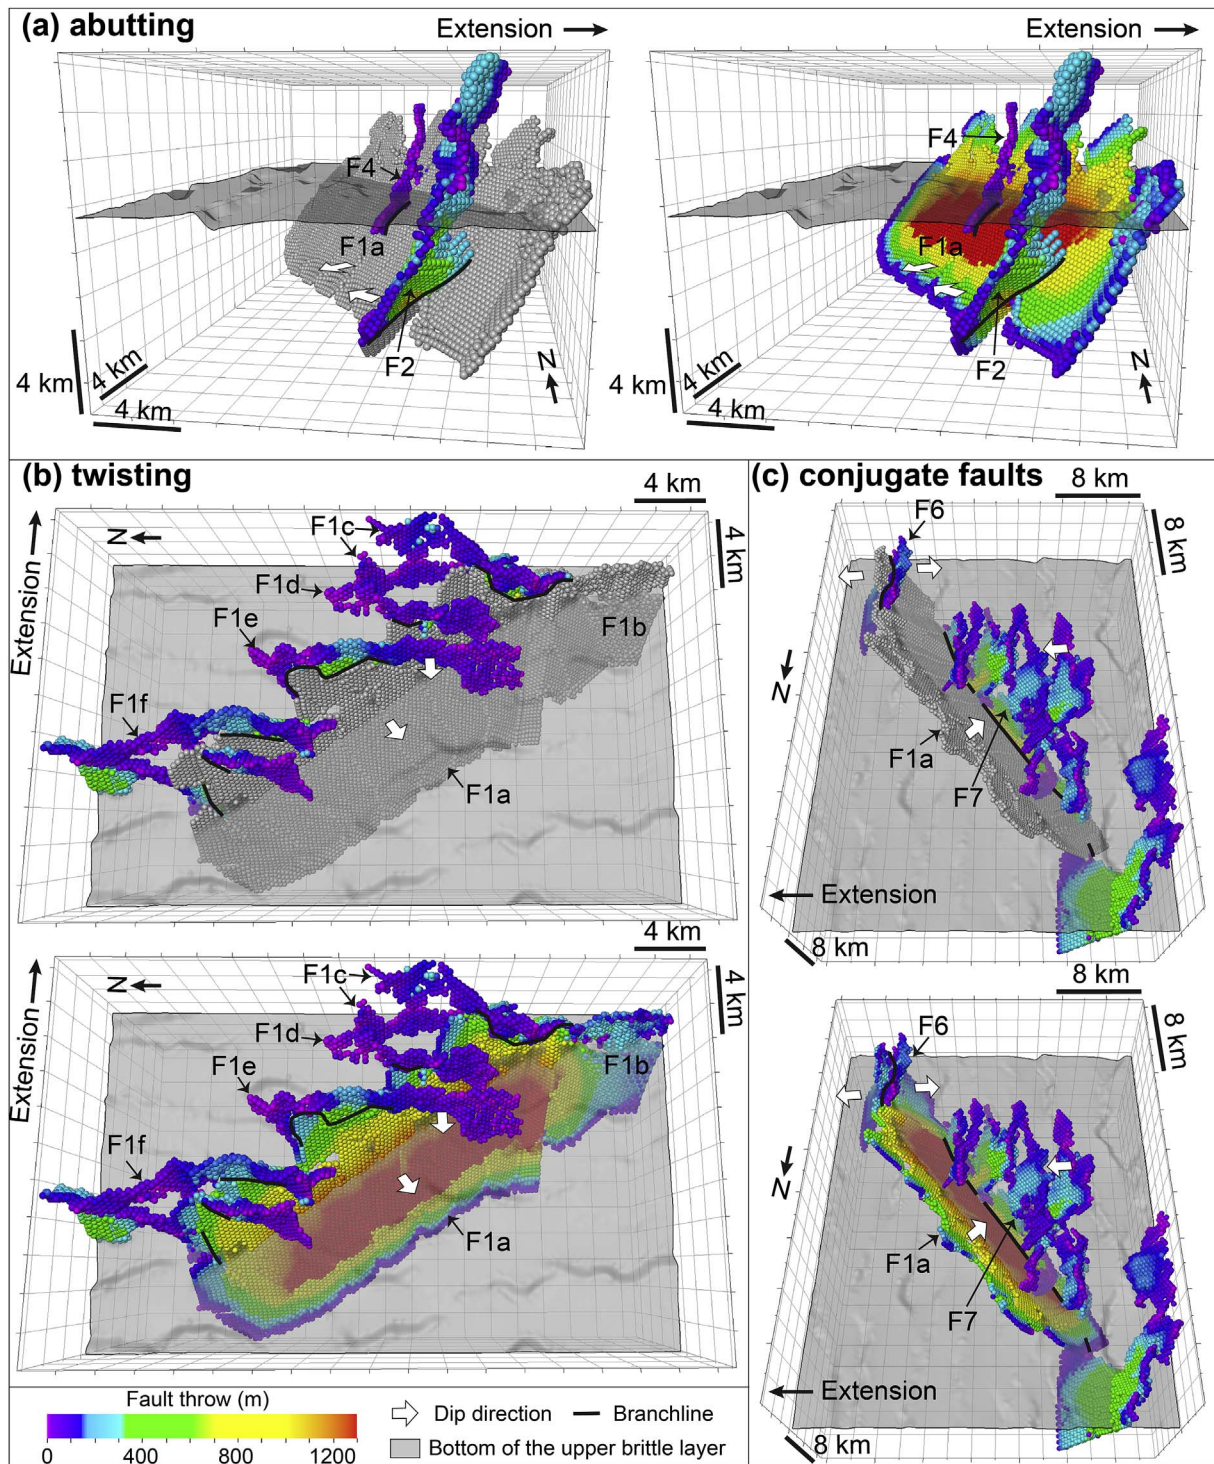 (a) abutting
Extension
Extension
F4
F1a
F2
4 km
4 km
4 km
N
F4
F1a
F2
4 km
4 km
4 km
N
(b) twisting
4 km
4 km
Extension
N
F1c
F1d
F1e
F1b
F1f
F1a
4 km
4 km
Extension
N
F1c
F1d
F1e
F1b
F1f
F1a
(c) conjugate faults
8 km
8 km
F6
N
F1a
F7
Extension
8 km
8 km
8 km
F6
N
F1a
F7
Extension
8 km
Fault throw (m)
0 400 800 1200
Dip direction
Branchline
Bottom of the upper brittle layer